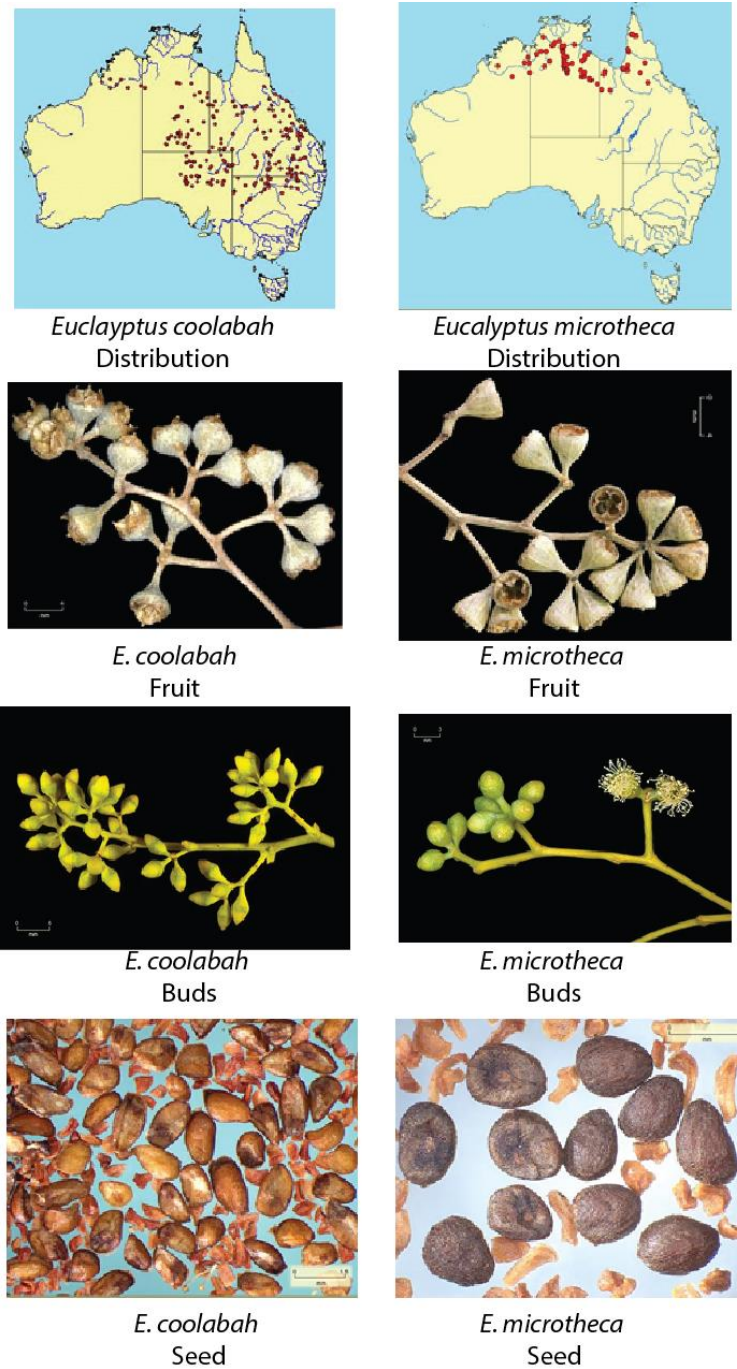 Euclayptus coolabah
Distribution
Eucalyptus microtheca
Distribution
E. coolabah
Fruit
E. microtheca
Fruit
E. coolabah
Buds
E. microtheca
Buds
E. coolabah
Seed
E. microtheca
Seed